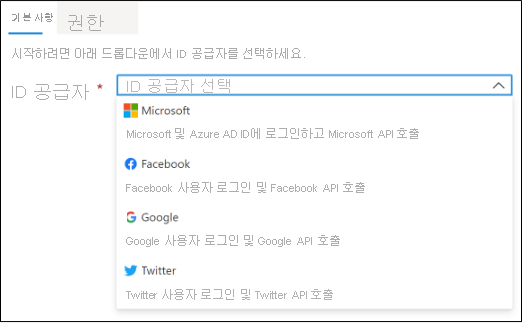 기본 사항 권한
시작하려면 아래 드롭다운에서 ID 공급자를 선택하세요.
ID 공급자 * ID 공급자 선택
Microsoft
Microsoft 및 Azure AD ID에 로그인하고 Microsoft API 호출
Facebook
Facebook 사용자 로그인 및 Facebook API 호출
Google
Google 사용자 로그인 및 Google API 호출
Twitter
Twitter 사용자 로그인 및 Twitter API 호출